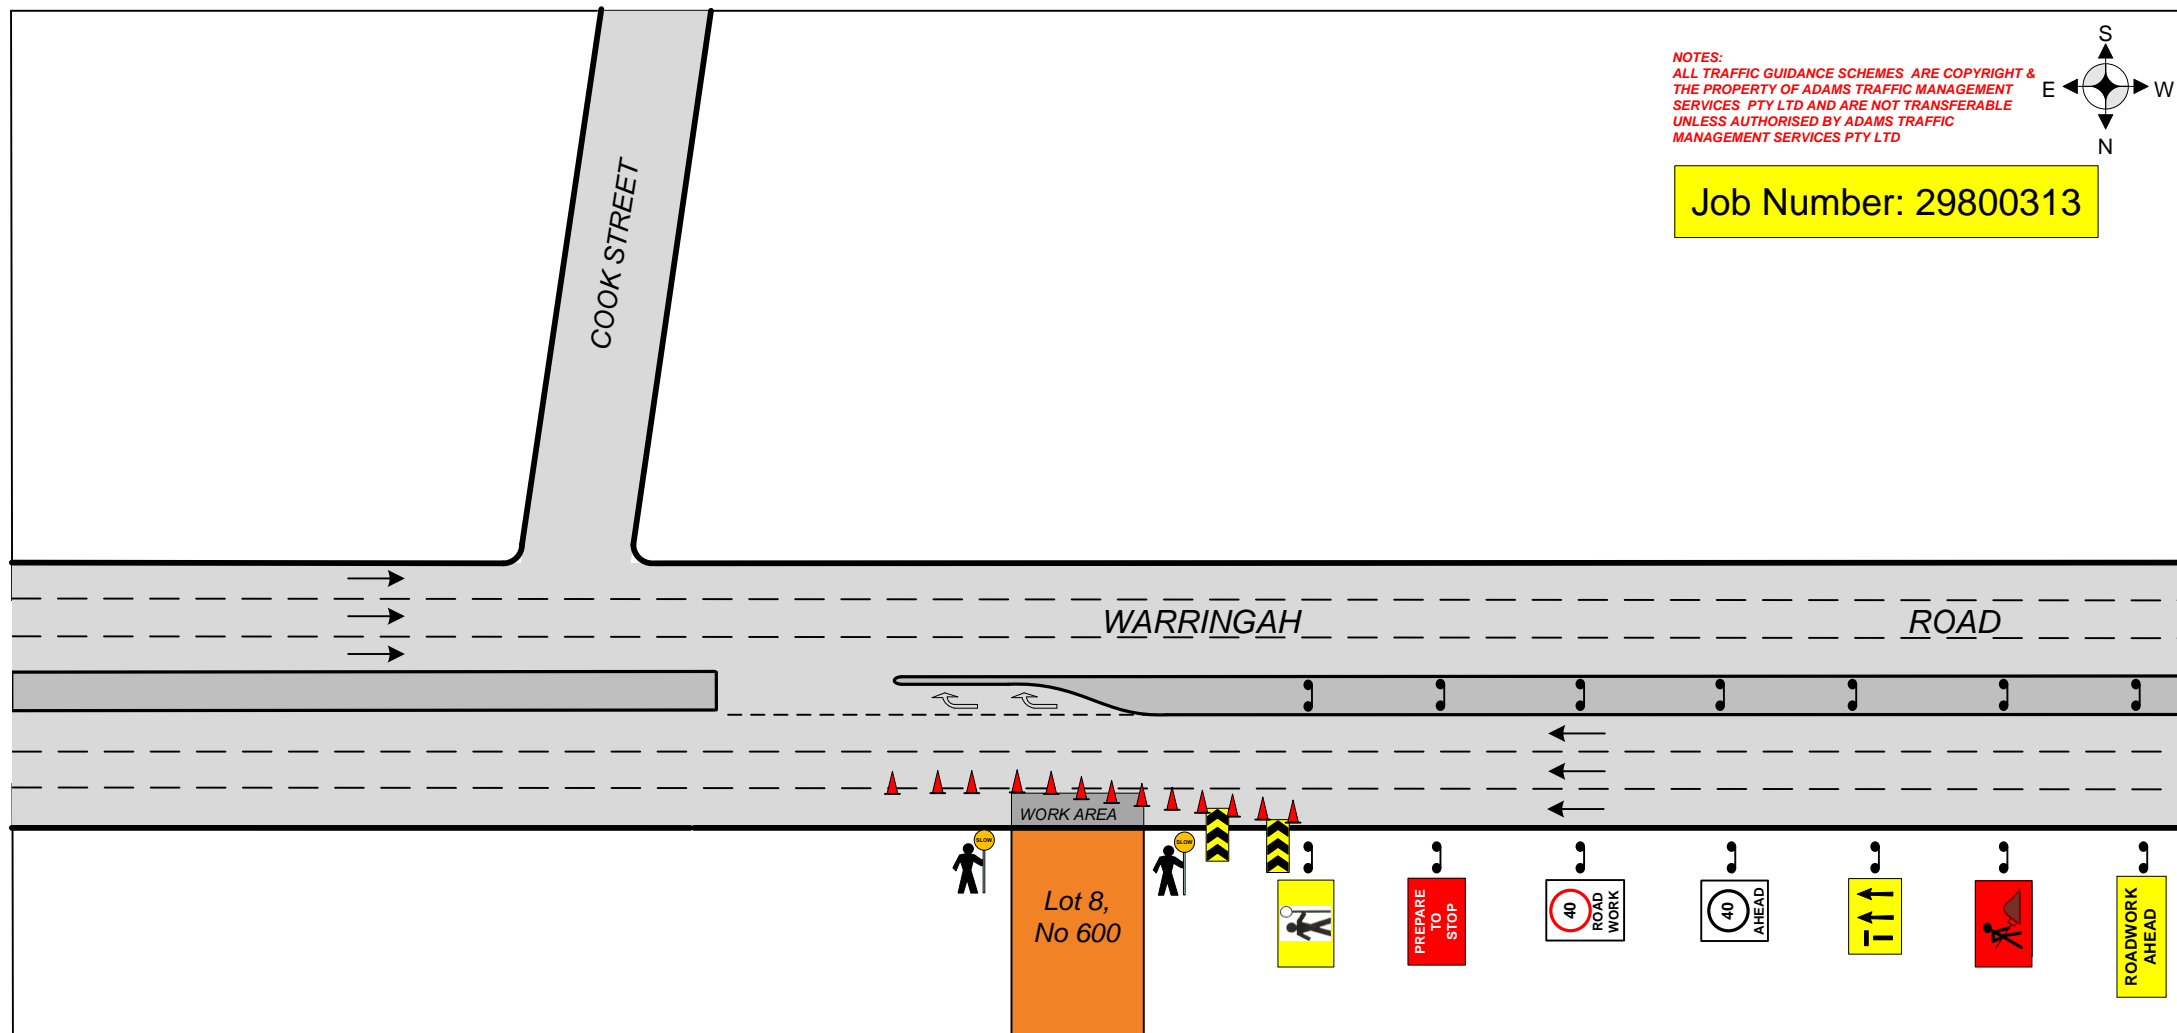 S
NOTES:
ALL TRAFFIC GUIDANCE SCHEMES ARE COPYRIGHT &
THE PROPERTY OF ADAMS TRAFFIC MANAGEMENT
SERVICES PTY LTD AND ARE NOT TRANSFERABLE
UNLESS AUTHORISED BY ADAMS TRAFFIC
MANAGEMENT SERVICES PTY LTD
E
W
N
Job Number: 29800313
COOK STREET
WARRINGAH
ROAD
WORK AREA
SLOW
SLOW
Lot 8,
No 600
PREPARE
TO
STOP
40
ROAD
WORK
40
AHEAD
ROADWORK
AHEAD